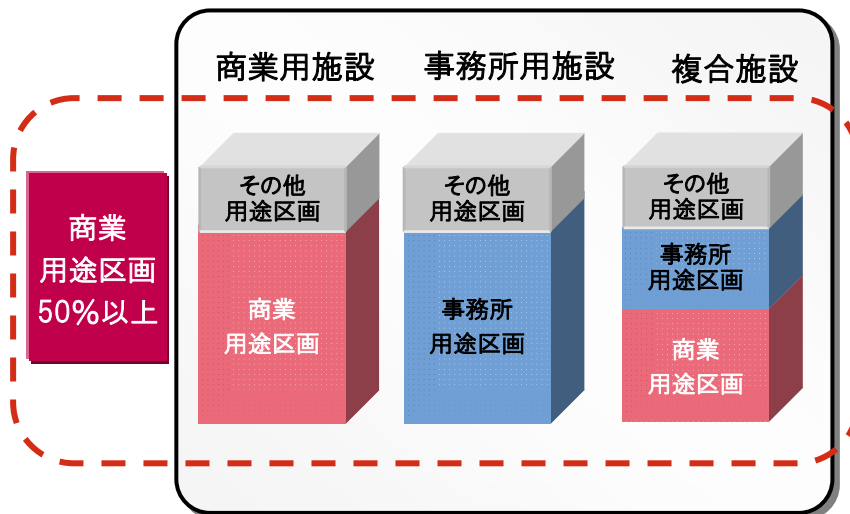 商業用施設
事務所用施設
複合施設
商業
用途区画
50%以上
その他
用途区画
商業
用途区画
その他
用途区画
事務所
用途区画
その他
用途区画
事務所
用途区画
商業
用途区画